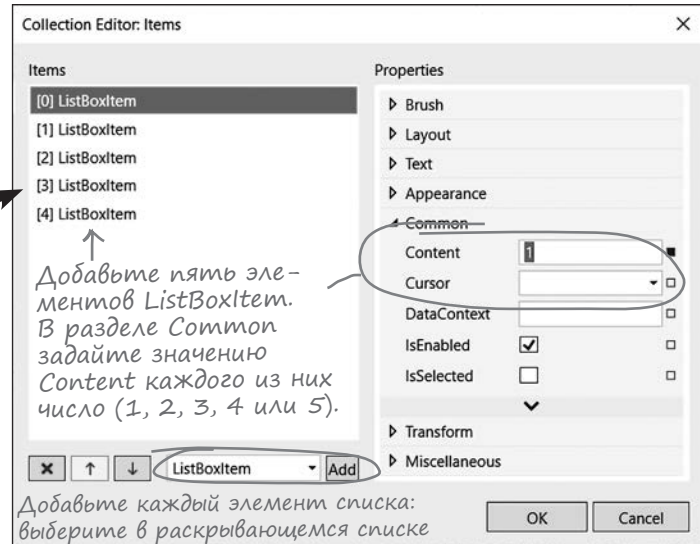 Collection Editor: Items
Items
[0] ListBoxItem
[1] ListBoxItem
[2] ListBoxItem
[3] ListBoxItem
[4] ListBoxItem
Добавьте пять эле-
ментов ListBoxItem.
В разделе Common
задайте значению
Content каждого из них
число (1, 2, 3, 4 или 5).
ListBoxItem
Add
Добавьте каждый элемент списка:
выберите в раскрывающемся списке
Properties
Brush
Layout
Text
Appearance
Common
Content 1
Cursor
DataContext
IsEnabled
IsSelected
Transform
Miscellaneous
OK
Cancel